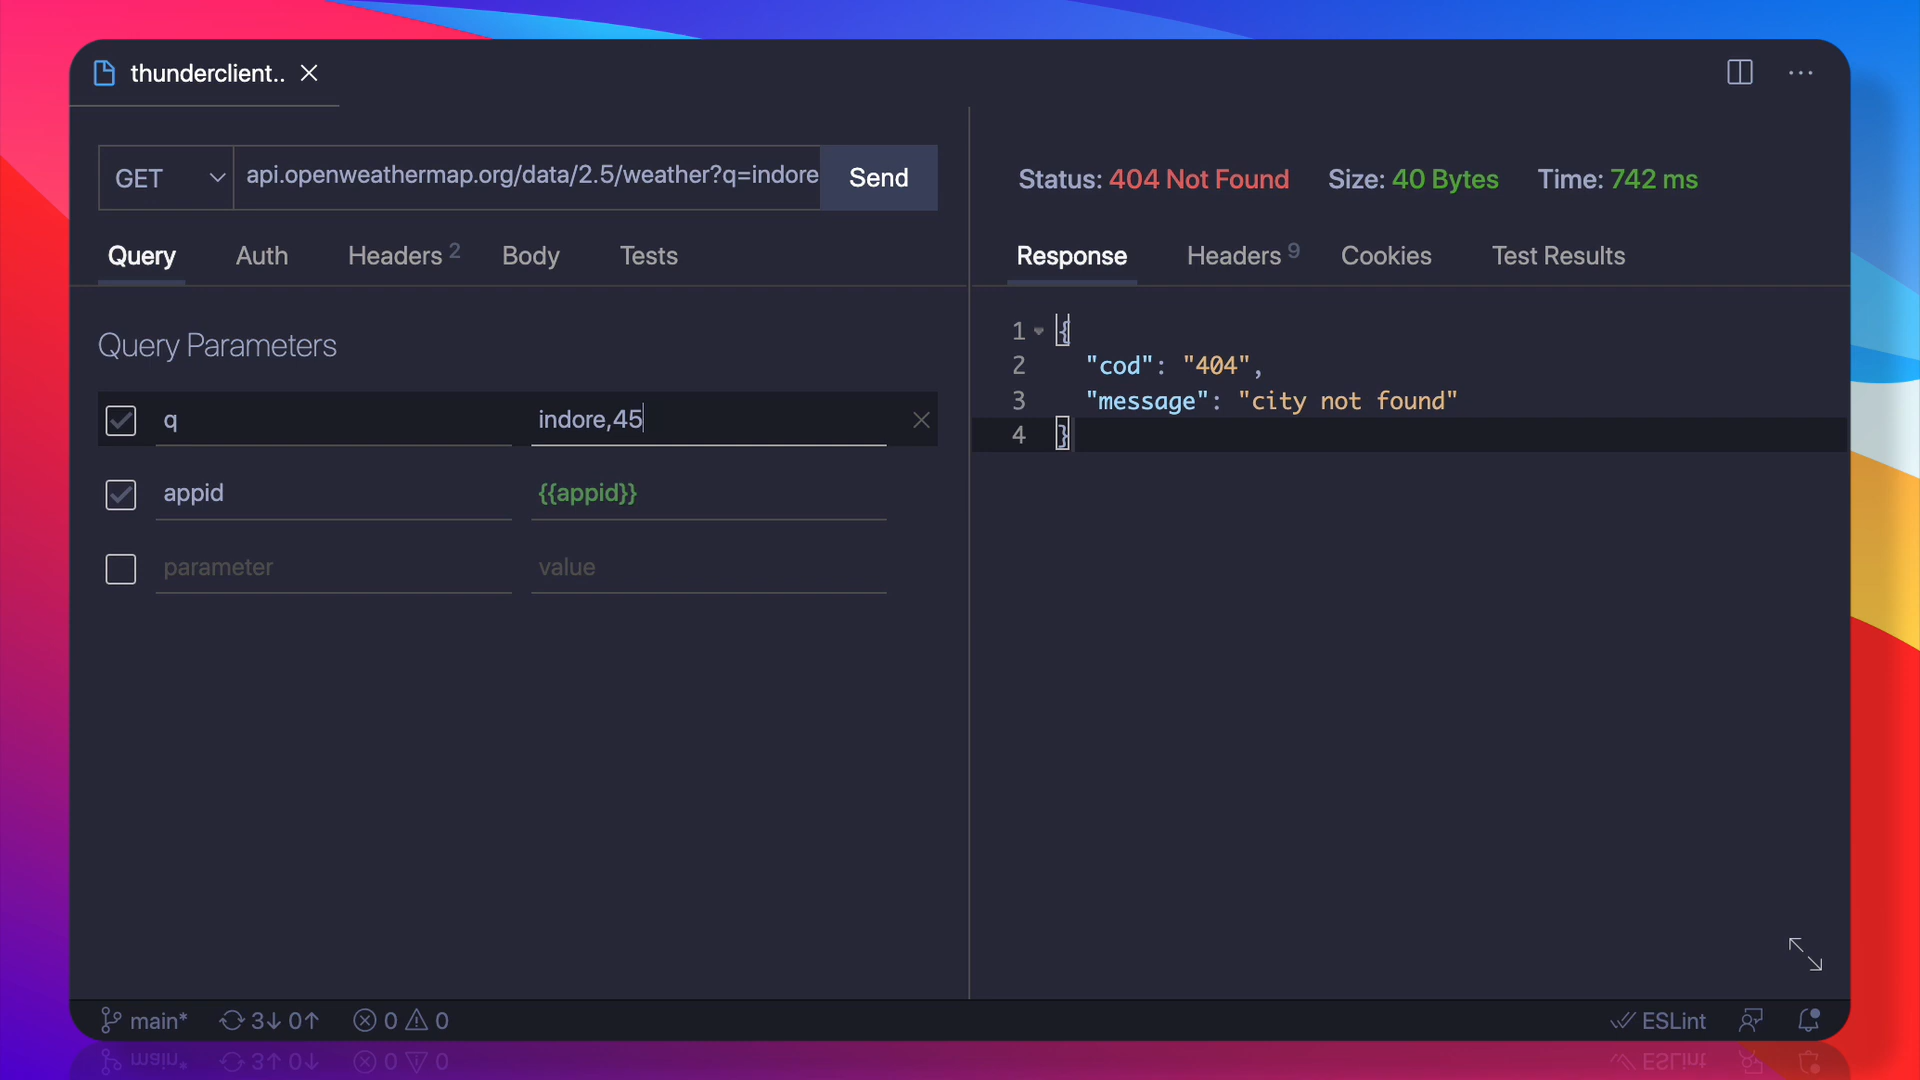 thunderclient..
GET
api.openweathermap.org/data/2.5/weather?q=indore
Send
Status: 404 Not Found Size: 40 Bytes Time: 742 ms
Query Auth Headers 2 Body Tests
Response Headers 9 Cookies Test Results
Query Parameters
q indore,45
appid {{appid}}
parameter value
1 {
2 "cod": "404",
3 "message": "city not found"
4 }
main* 3↓ 0↑ 0 0
ESLint